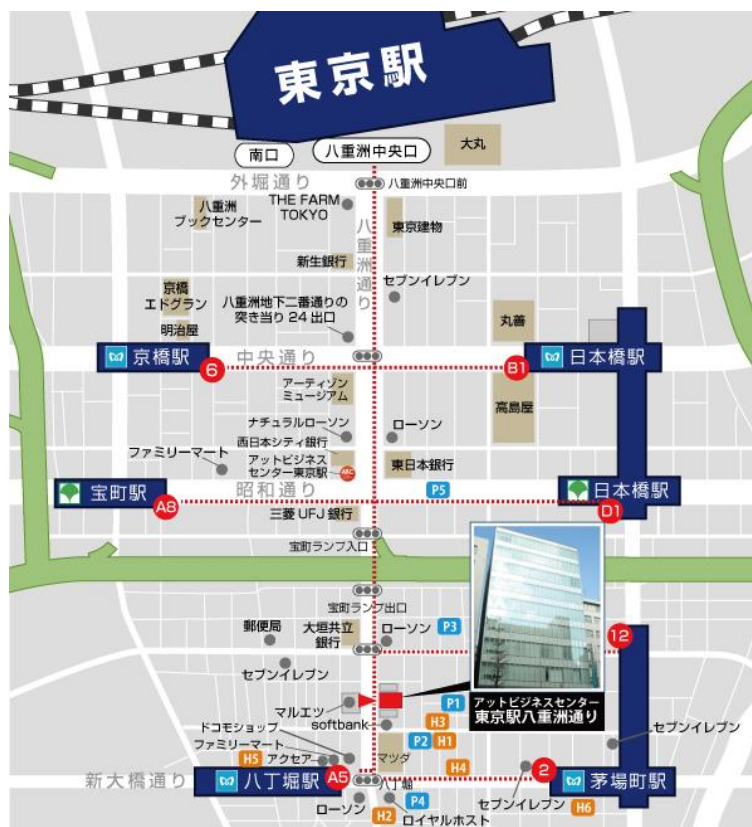 東京駅
南口
八重洲中央口
大丸
外堀通り
八重洲中央口前
八重洲
ブックセンター
THE FARM
TOKYO
八重洲通り
東京建物
新生銀行
セブンイレブン
京橋
エドグラン
明治屋
八重洲地下二番通りの
突き当り 24 出口
丸善
京橋駅
6
中央通り
B1
日本橋駅
アーティゾン
ミュージアム
高島屋
ナチュラルローソン
ローソン
西日本シティ銀行
ファミリーマート
アットビジネス
センター東京駅
ABC
東日本銀行
宝町駅
A8
昭和通り
P5
日本橋駅
D1
三菱UFJ銀行
宝町ランプ入口
宝町ランプ出口
郵便局
大垣共立
銀行
ローソン
P3
12
セブンイレブン
マルエツ
softbank
P1
アットビジネスセンター
東京駅八重洲通り
H3
ドコモショップ
ファミリーマート
アクセア
H5
P2
H1
マツダ
H4
セブンイレブン
新大橋通り
八丁堀駅
A5
八丁堀
2
茅場町駅
ローソン
H2
P4
ロイヤルホスト
セブンイレブン
H6